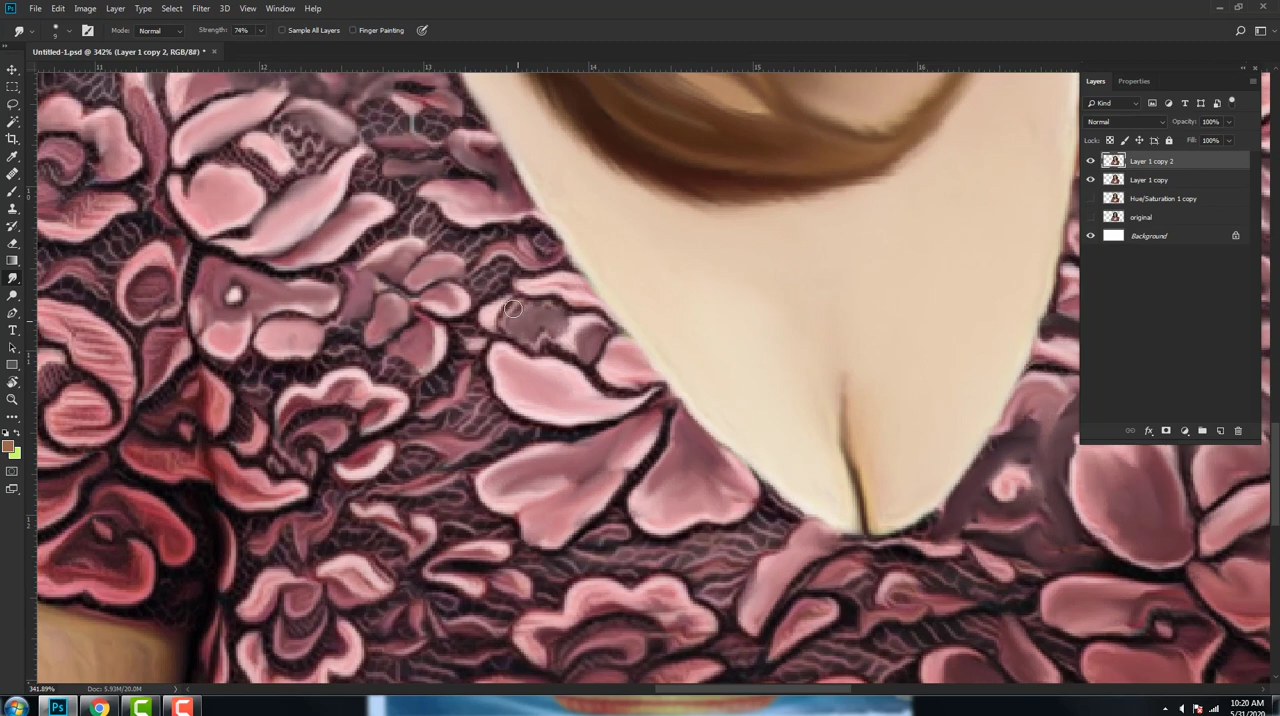 Ps File Edit Image Layer Type Select Filter 3D View Window Help
9 Mode: Normal Strength: 74% Sample All Layers Finger Painting
Untitled-1.psd @ 342% (Layer 1 copy 2, RGB/8#) * ×
11 12 13 14 15 16
Layers Properties
Kind
Normal Opacity: 100%
Lock: Fill: 100%
Layer 1 copy 2
Layer 1 copy
Hue/Saturation 1 copy
original
Background
341.89% Doc: 5.93M/20.0M
Ps
10:20 AM
5/31/2020